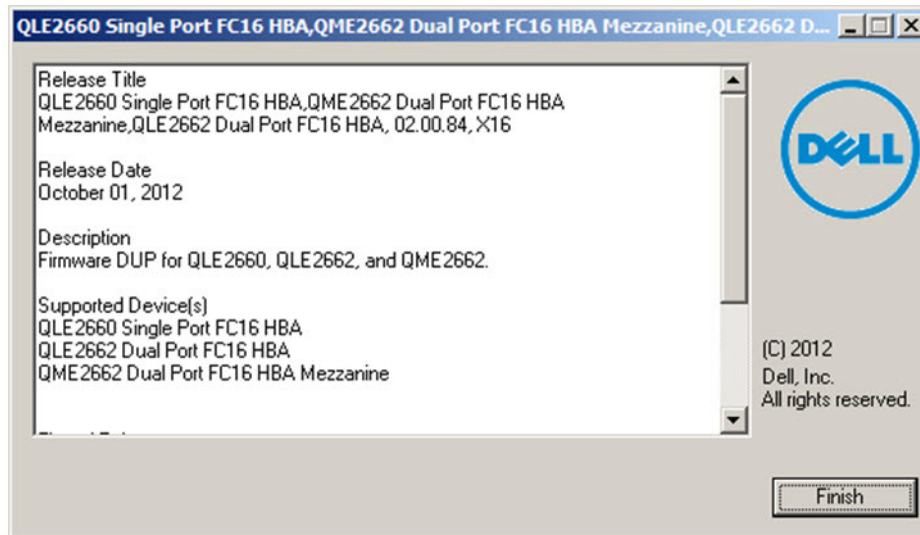 QLE2660 Single Port FC16 HBA,QME2662 Dual Port FC16 HBA Mezzanine,QLE2662 D...
Release Title
QLE2660 Single Port FC16 HBA,QME2662 Dual Port FC16 HBA
Mezzanine,QLE2662 Dual Port FC16 HBA, 02.00.84, X16
Release Date
October 01, 2012
Description
Firmware DUP for QLE2660, QLE2662, and QME2662.
Supported Device(s)
QLE2660 Single Port FC16 HBA
QLE2662 Dual Port FC16 HBA
QME2662 Dual Port FC16 HBA Mezzanine
DELL
(C) 2012
Dell, Inc.
All rights reserved.
Finish